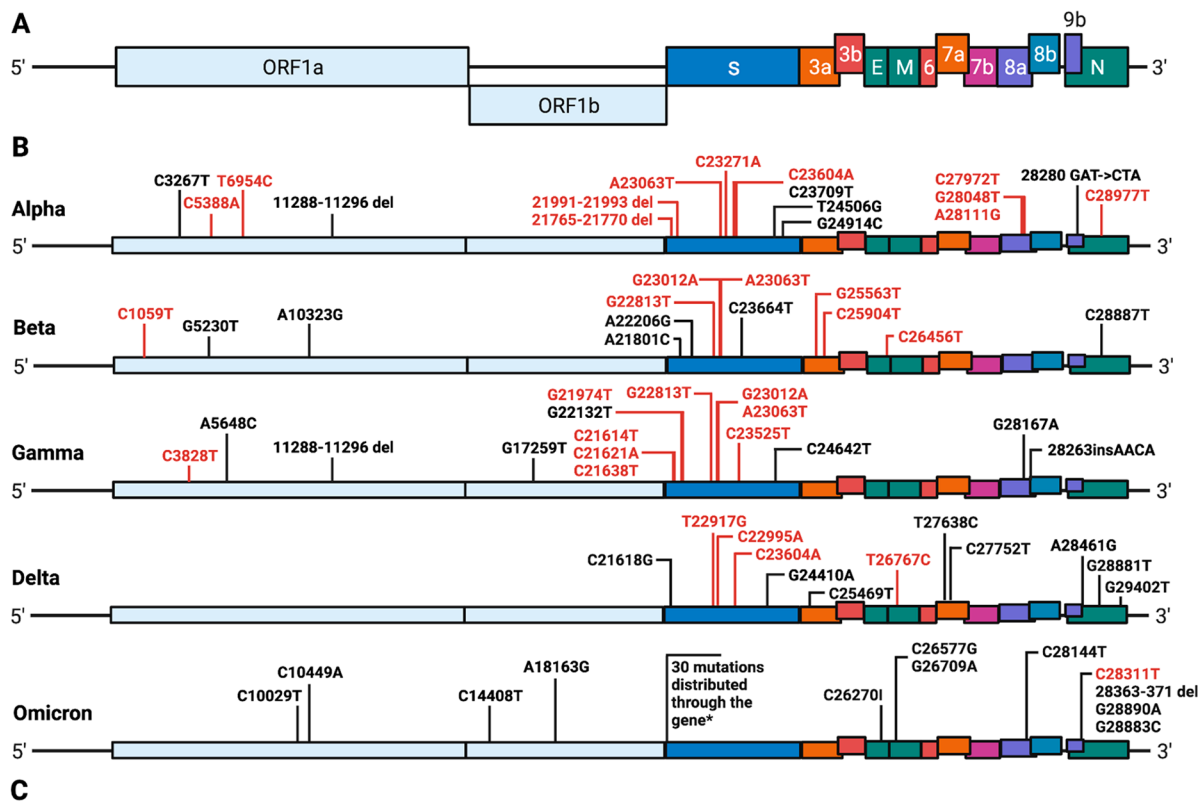 A
9b
5'
ORF1a
S
3a
3b
E
M
6
7a
7b
8a
8b
N
3'
ORF1b
B
Alpha
C3267T
T6954C
C5388A
11288-11296 del
C23271A
A23063T
21991-21993 del
21765-21770 del
C23604A
C23709T
T24506G
G24914C
C27972T
G28048T
A28111G
28280 GAT->CTA
C28977T
5'
3'
Beta
C1059T
G5230T
A10323G
G23012A
A23063T
G22813T
A22206G
A21801C
C23664T
G25563T
C25904T
C26456T
C28887T
5'
3'
Gamma
C3828T
A5648C
11288-11296 del
G17259T
G21974T
G22132T
C21614T
C21621A
C21638T
G22813T
G23012A
A23063T
C23525T
C24642T
G28167A
28263insAACA
5'
3'
Delta
C21618G
T22917G
C22995A
C23604A
G24410A
C25469T
T26767C
T27638C
C27752T
A28461G
G28881T
G29402T
5'
3'
Omicron
C10029T
C10449A
C14408T
A18163G
30 mutations
distributed
through the
gene*
C26270I
C26577G
G26709A
C28144T
C28311T
28363-371 del
G28890A
G28883C
5'
3'
C